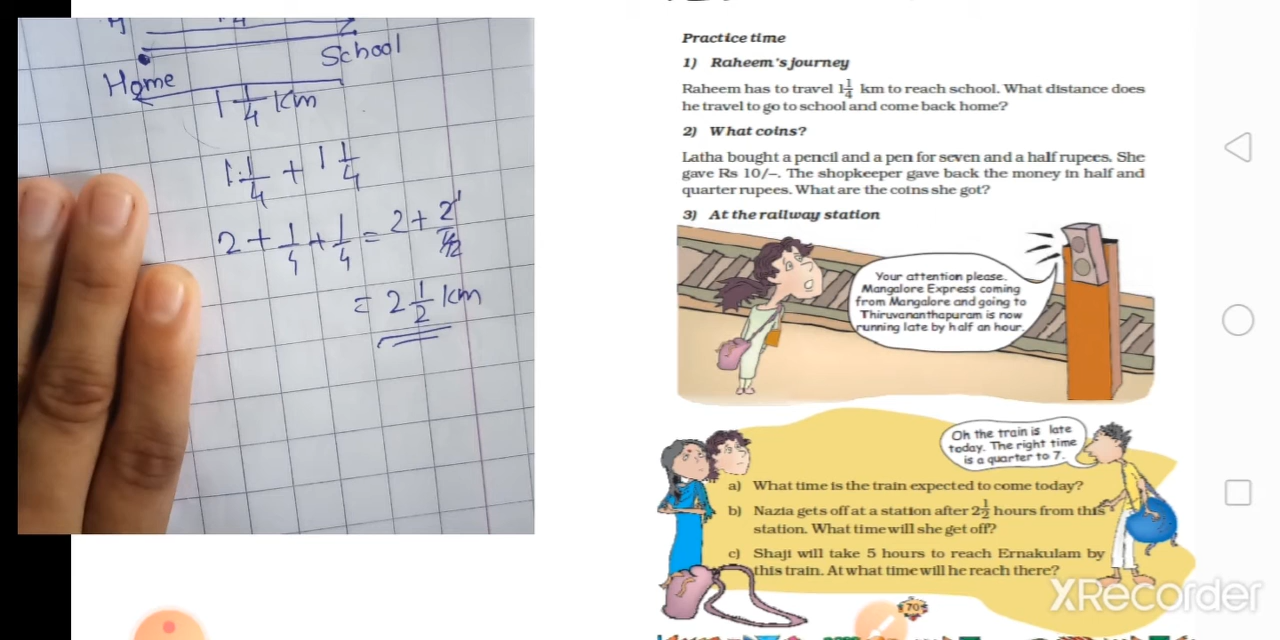 School
Home
1 1/4 Km
1 1/4 + 1 1/4
2 + 1/4 + 1/4 = 2 + 2/4 1/2
= 2 1/2 km
Practice time
1) Raheem's journey
Raheem has to travel 1 1/4 km to reach school. What distance does
he travel to go to school and come back home?
2) What coins?
Latha bought a pencil and a pen for seven and a half rupees. She
gave Rs 10/–. The shopkeeper gave back the money in half and
quarter rupees. What are the coins she got?
3) At the railway station
Your attention please.
Mangalore Express coming
from Mangalore and going to
Thiruvananthapuram is now
running late by half an hour.
Oh the train is late
today. The right time
is a quarter to 7.
a) What time is the train expected to come today?
b) Nazia gets off at a station after 2 1/2 hours from this
station. What time will she get off?
c) Shaji will take 5 hours to reach Ernakulam by
this train. At what time will he reach there?
70
XRecorder